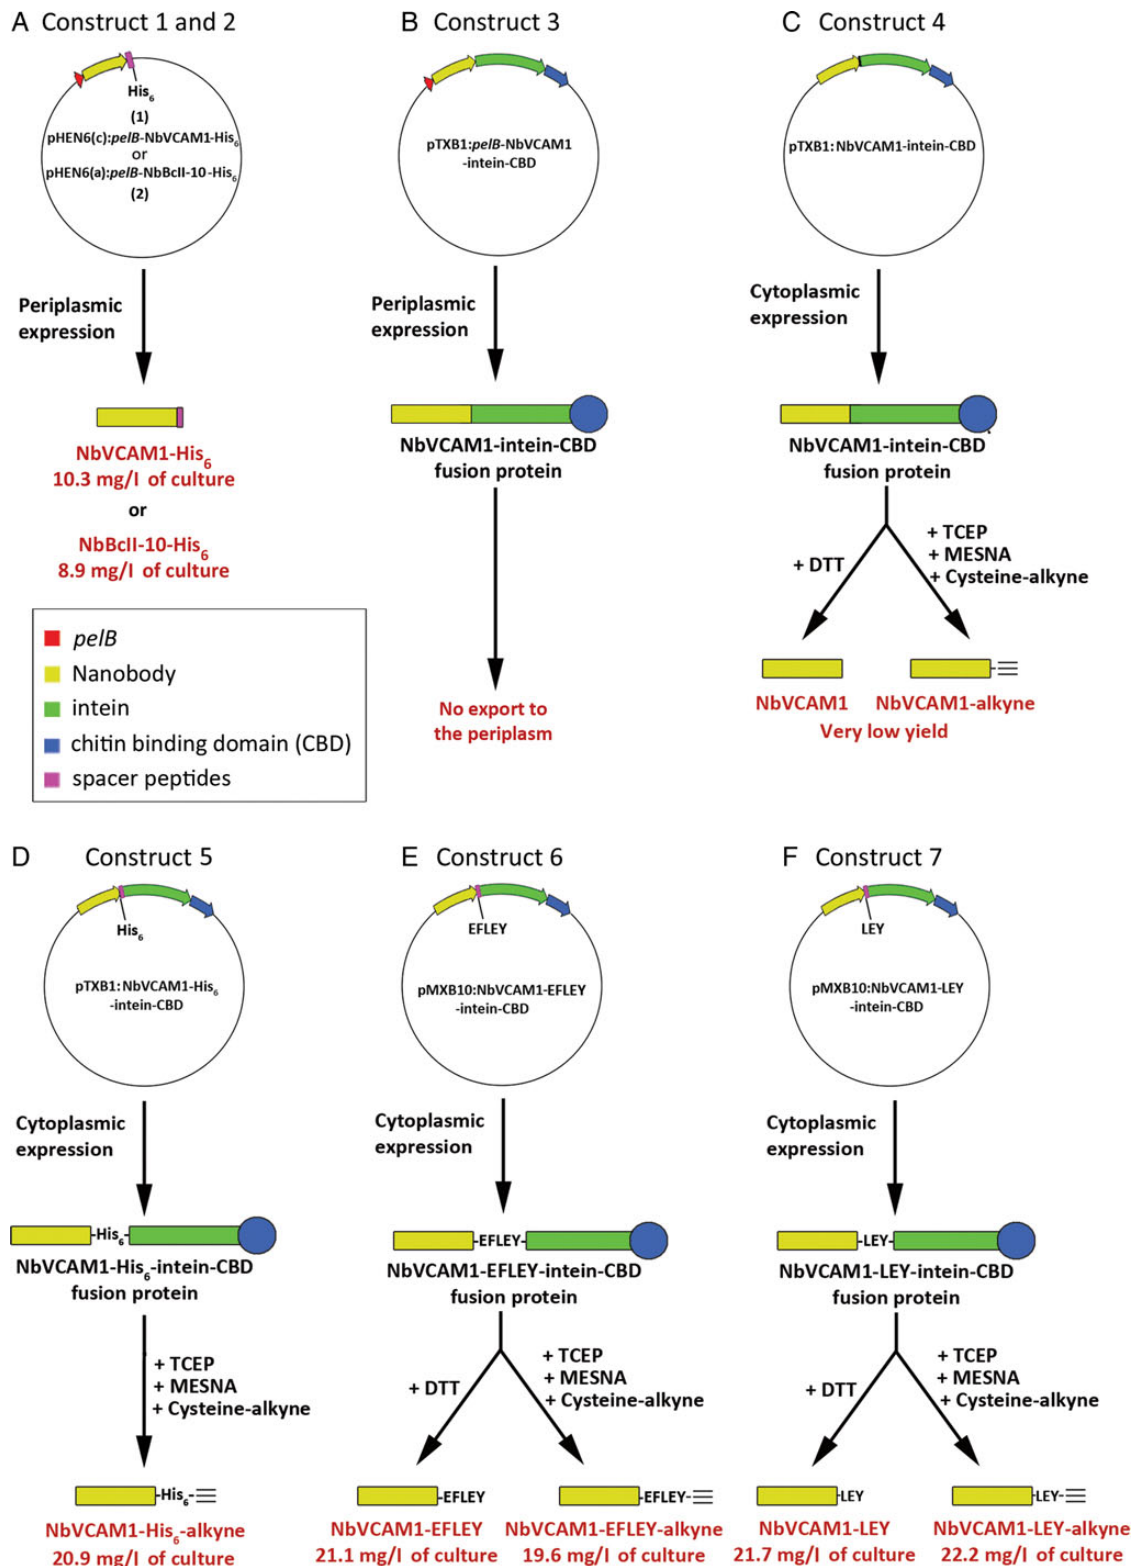 A Construct 1 and 2
His6
(1)
pHEN6(c):pelB-NbVCAM1-His6
or
pHEN6(a):pelB-NbBcII-10-His6
(2)
Periplasmic
expression
NbVCAM1-His6
10.3 mg/l of culture
or
NbBcII-10-His6
8.9 mg/l of culture
pelB
Nanobody
intein
chitin binding domain (CBD)
spacer peptides
B Construct 3
pTXB1:pelB-NbVCAM1
-intein-CBD
Periplasmic
expression
NbVCAM1-intein-CBD
fusion protein
No export to
the periplasm
C Construct 4
pTXB1:NbVCAM1-intein-CBD
Cytoplasmic
expression
NbVCAM1-intein-CBD
fusion protein
+ DTT
+ TCEP
+ MESNA
+ Cysteine-alkyne
NbVCAM1 NbVCAM1-alkyne
Very low yield
D Construct 5
His6
pTXB1:NbVCAM1-His6
-intein-CBD
Cytoplasmic
expression
-His6-
NbVCAM1-His6-intein-CBD
fusion protein
+ TCEP
+ MESNA
+ Cysteine-alkyne
-His6-
NbVCAM1-His6-alkyne
20.9 mg/l of culture
E Construct 6
EFLEY
pMXB10:NbVCAM1-EFLEY
-intein-CBD
Cytoplasmic
expression
-EFLEY-
NbVCAM1-EFLEY-intein-CBD
fusion protein
+ DTT
+ TCEP
+ MESNA
+ Cysteine-alkyne
-EFLEY
NbVCAM1-EFLEY
21.1 mg/l of culture
-EFLEY-
NbVCAM1-EFLEY-alkyne
19.6 mg/l of culture
F Construct 7
LEY
pMXB10:NbVCAM1-LEY
-intein-CBD
Cytoplasmic
expression
-LEY-
NbVCAM1-LEY-intein-CBD
fusion protein
+ DTT
+ TCEP
+ MESNA
+ Cysteine-alkyne
-LEY
NbVCAM1-LEY
21.7 mg/l of culture
-LEY-
NbVCAM1-LEY-alkyne
22.2 mg/l of culture